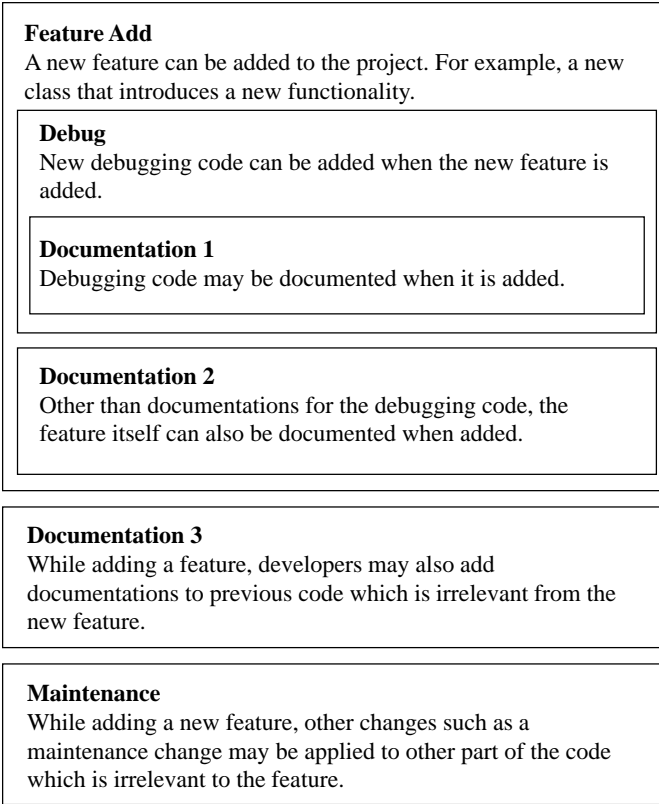 Feature Add
A new feature can be added to the project. For example, a new
class that introduces a new functionality.
Debug
New debugging code can be added when the new feature is
added.
Documentation 1
Debugging code may be documented when it is added.
Documentation 2
Other than documentations for the debugging code, the
feature itself can also be documented when added.
Documentation 3
While adding a feature, developers may also add
documentations to previous code which is irrelevant from the
new feature.
Maintenance
While adding a new feature, other changes such as a
maintenance change may be applied to other part of the code
which is irrelevant to the feature.